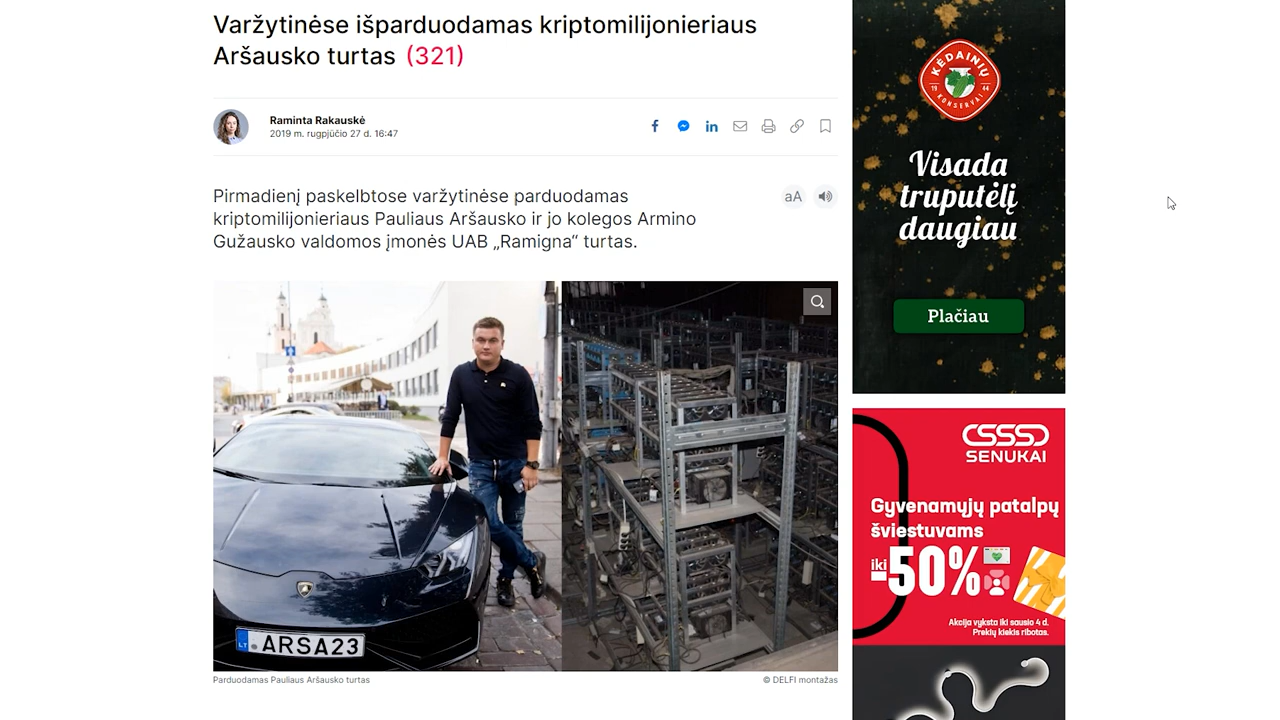 Varžytinėse išparduodamas kriptomilijonieriaus
Aršausko turtas (321)
Raminta Rakauskė
2019 m. rugpjūčio 27 d. 16:47
Pirmadienį paskelbtose varžytinėse parduodamas
kriptomilijonieriaus Pauliaus Aršausko ir jo kolegos Armino
Gužausko valdomos įmonės UAB „Ramigna“ turtas.
aA
LT
ARSA23
Parduodamas Pauliaus Aršausko turtas
© DELFI montažas
KĖDAINIŲ
19 44
KONSERVAI
Visada
truputėlį
daugiau
Plačiau
SENUKAI
Gyvenamųjų patalpų
šviestuvams
iki
50%
Akcija vyksta iki sausio 4 d.
Prekių kiekis ribotas.